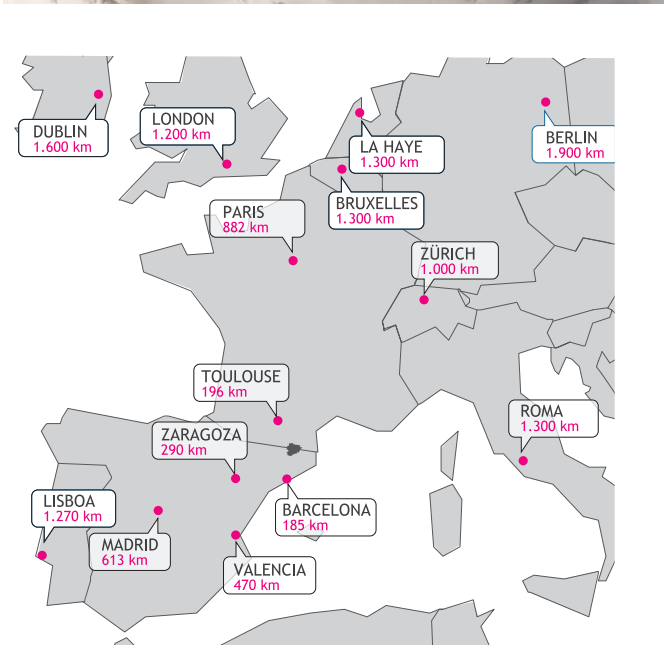 DUBLIN
1.600 km
LONDON
1.200 km
LA HAYE
1.300 km
BERLIN
1.900 km
BRUXELLES
1.300 km
PARIS
882 km
ZÜRICH
1.000 km
TOULOUSE
196 km
ROMA
1.300 km
ZARAGOZA
290 km
LISBOA
1.270 km
BARCELONA
185 km
MADRID
613 km
VALENCIA
470 km